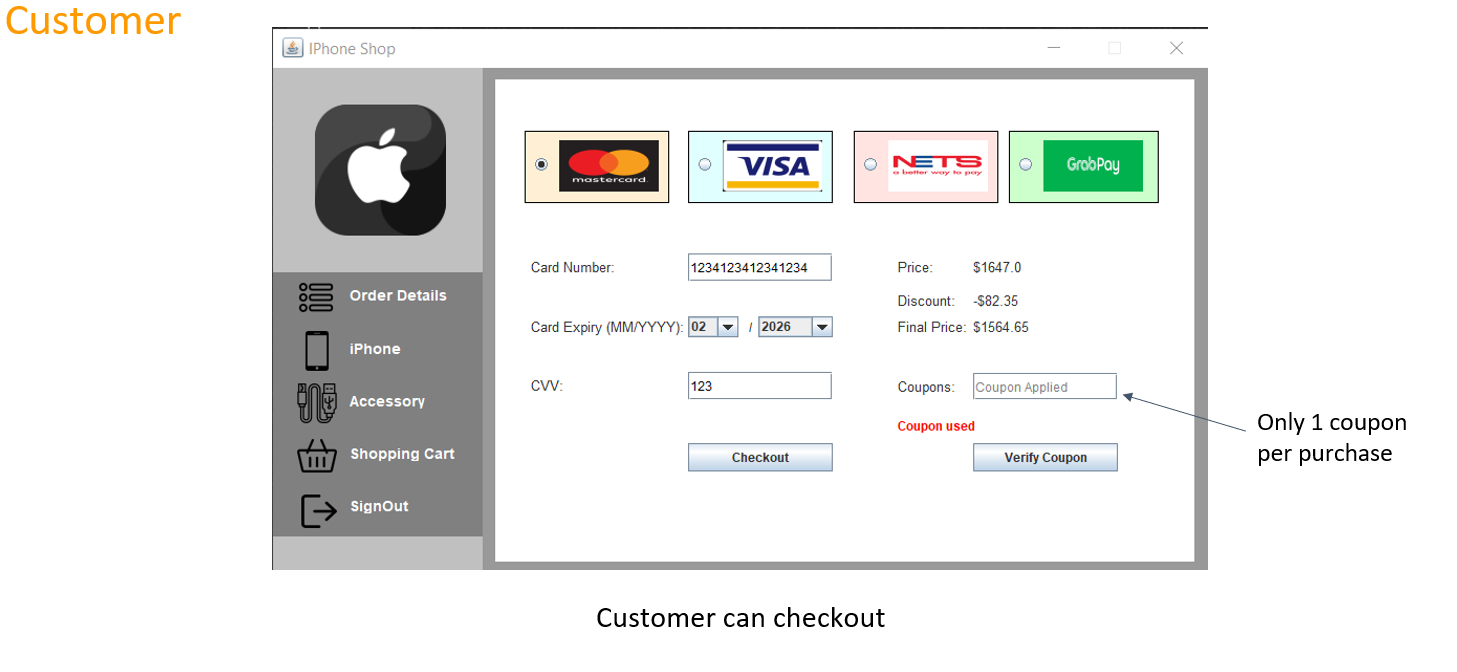 Customer
IPhone Shop
mastercard.
VISA
NETS
a better way to pay
GrabPay
Order Details
iPhone
Accessory
Shopping Cart
SignOut
Card Number: 1234123412341234
Card Expiry (MM/YYYY): 02 / 2026
CVV: 123
Checkout
Price: $1647.0
Discount: -$82.35
Final Price: $1564.65
Coupons: Coupon Applied
Coupon used
Verify Coupon
Only 1 coupon
per purchase
Customer can checkout